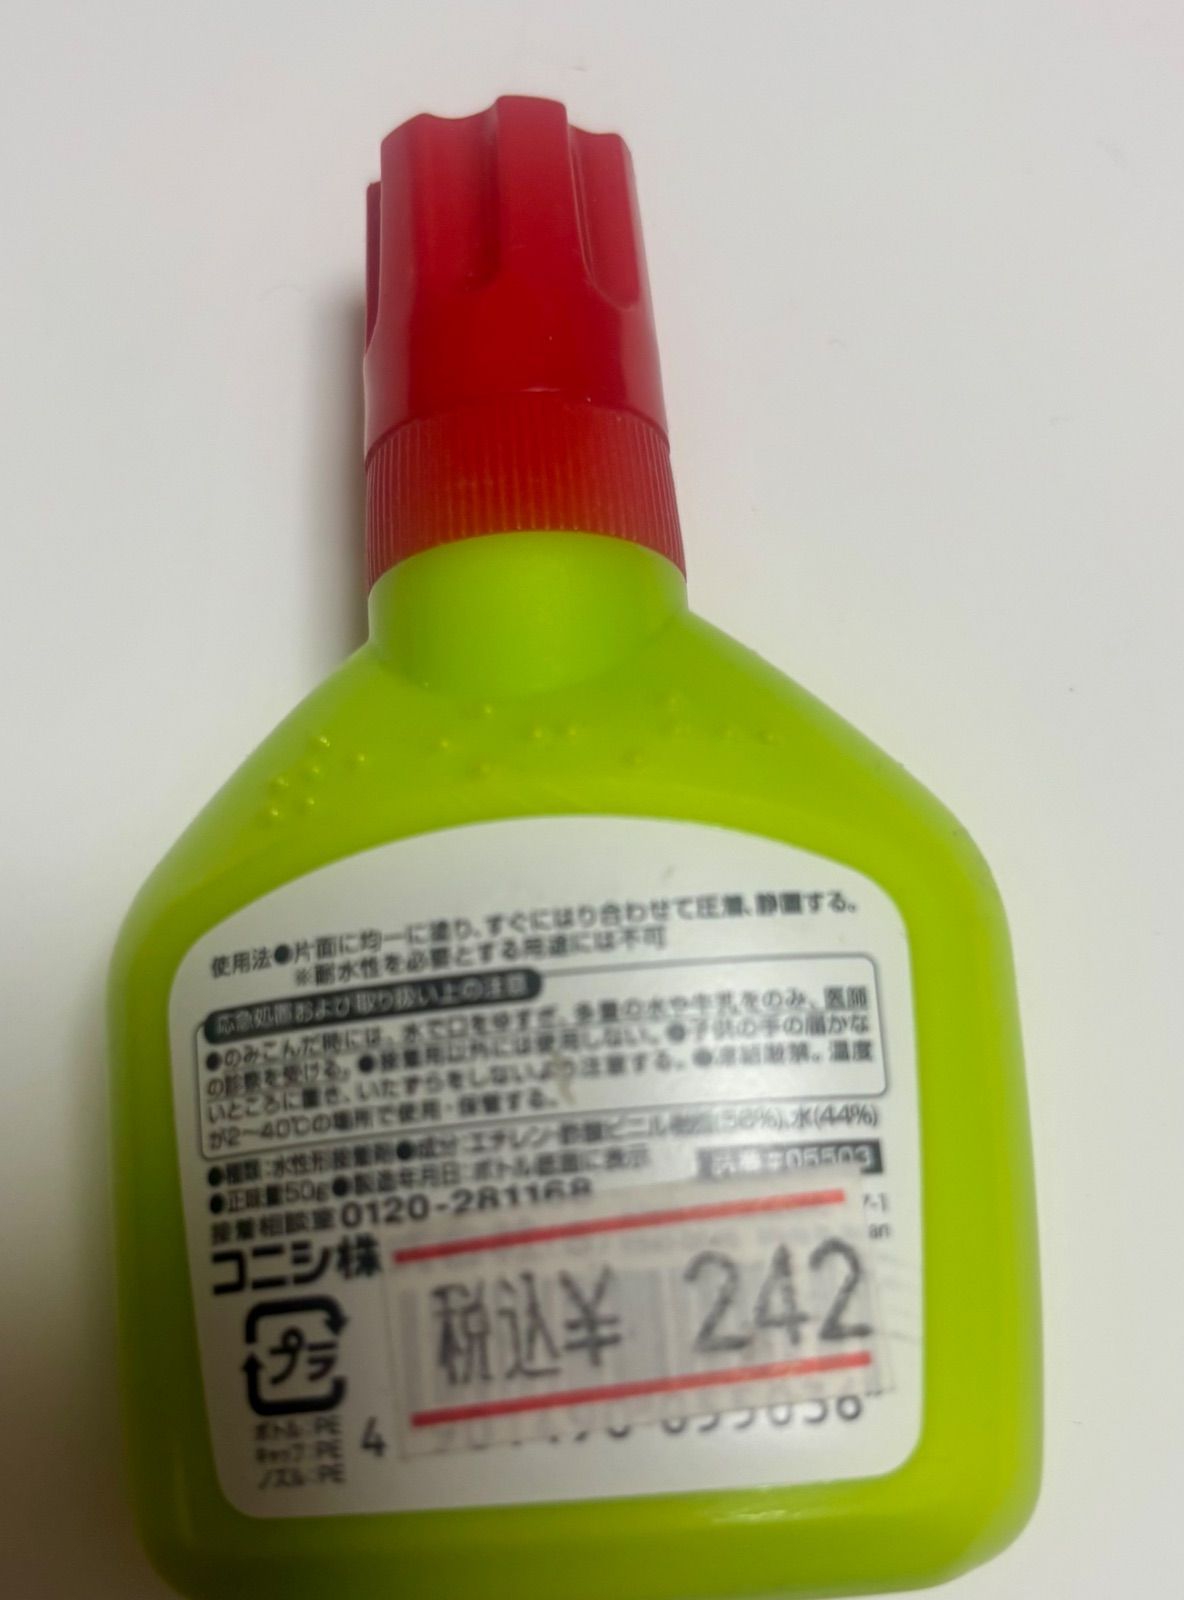 使用法●片面に均一に塗り、すぐにはり合わせて圧着、静置する。
※耐水性を必要とする用途には不可
応急処置および取り扱い上の注意
●のみこんだ時には、水で口をゆすぎ、多量の水や牛乳をのみ、医師
の診察を受ける。●接着用以外には使用しない。●子供の手の届かな
いところに置き、いたずらをしないよう注意する。●凍結厳禁。温度
が2〜40℃の場所で使用・保管する。
●種類:水性形接着剤●成分:エチレン・酢酸ビニル樹脂(56%)、水(44%)
●正味量50g●製造年月日:ボトル底面に表示
05503
接着相談室0120-281168
コニシ株
税込¥ 242
プラ
ボトル:PE
キャップ:PE
ノズル:PE
4